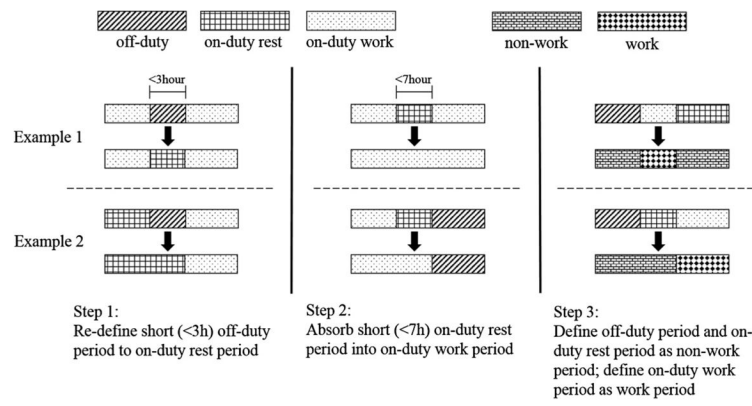 off-duty
on-duty rest
on-duty work
non-work
work
<3hour
<7hour
Example 1
Example 2
Step 1:
Re-define short (<3h) off-duty
period to on-duty rest period
Step 2:
Absorb short (<7h) on-duty rest
period into on-duty work period
Step 3:
Define off-duty period and on-
duty rest period as non-work
period; define on-duty work
period as work period